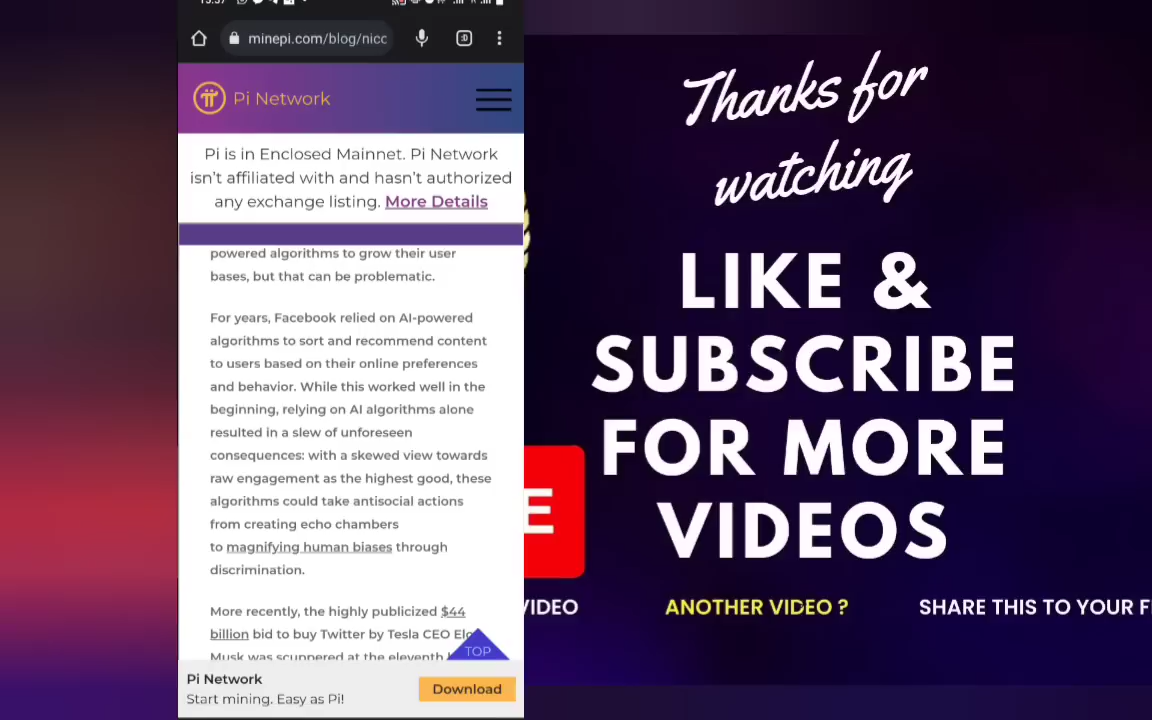 minepi.com/blog/nicc
Pi Network
Pi is in Enclosed Mainnet. Pi Network
isn't affiliated with and hasn't authorized
any exchange listing. More Details
powered algorithms to grow their user
bases, but that can be problematic.
For years, Facebook relied on AI-powered
algorithms to sort and recommend content
to users based on their online preferences
and behavior. While this worked well in the
beginning, relying on AI algorithms alone
resulted in a slew of unforeseen
consequences: with a skewed view towards
raw engagement as the highest good, these
algorithms could take antisocial actions
from creating echo chambers
to magnifying human biases through
discrimination.
More recently, the highly publicized $44
billion bid to buy Twitter by Tesla CEO Elo
Musk was scuppered at the eleventh
TOP
Pi Network
Start mining. Easy as Pi!
Download
Thanks for
watching
LIKE &
SUBSCRIBE
FOR MORE
VIDEOS
E
VIDEO
ANOTHER VIDEO ?
SHARE THIS TO YOUR F